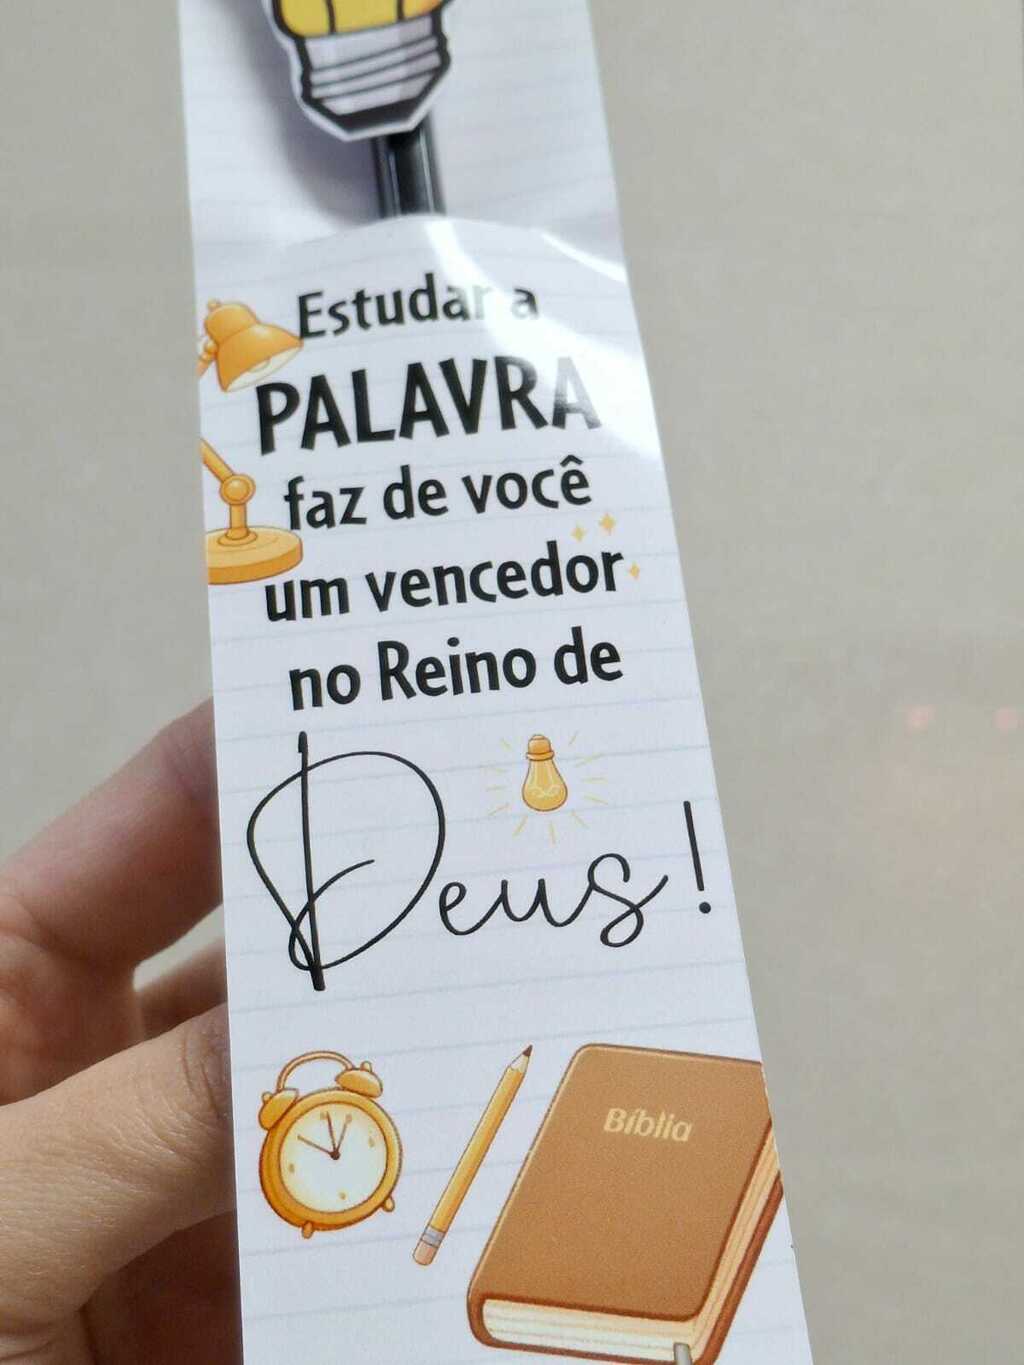 Estudar a
PALAVRA
faz de você
um vencedor
no Reino de
Deus!
Bíblia